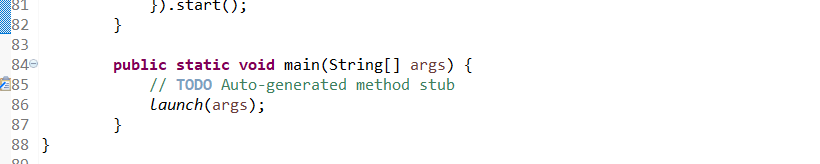 81 }).start();
82 }
83
84 public static void main(String[] args) {
85 // TODO Auto-generated method stub
86 launch(args);
87 }
88 }
89